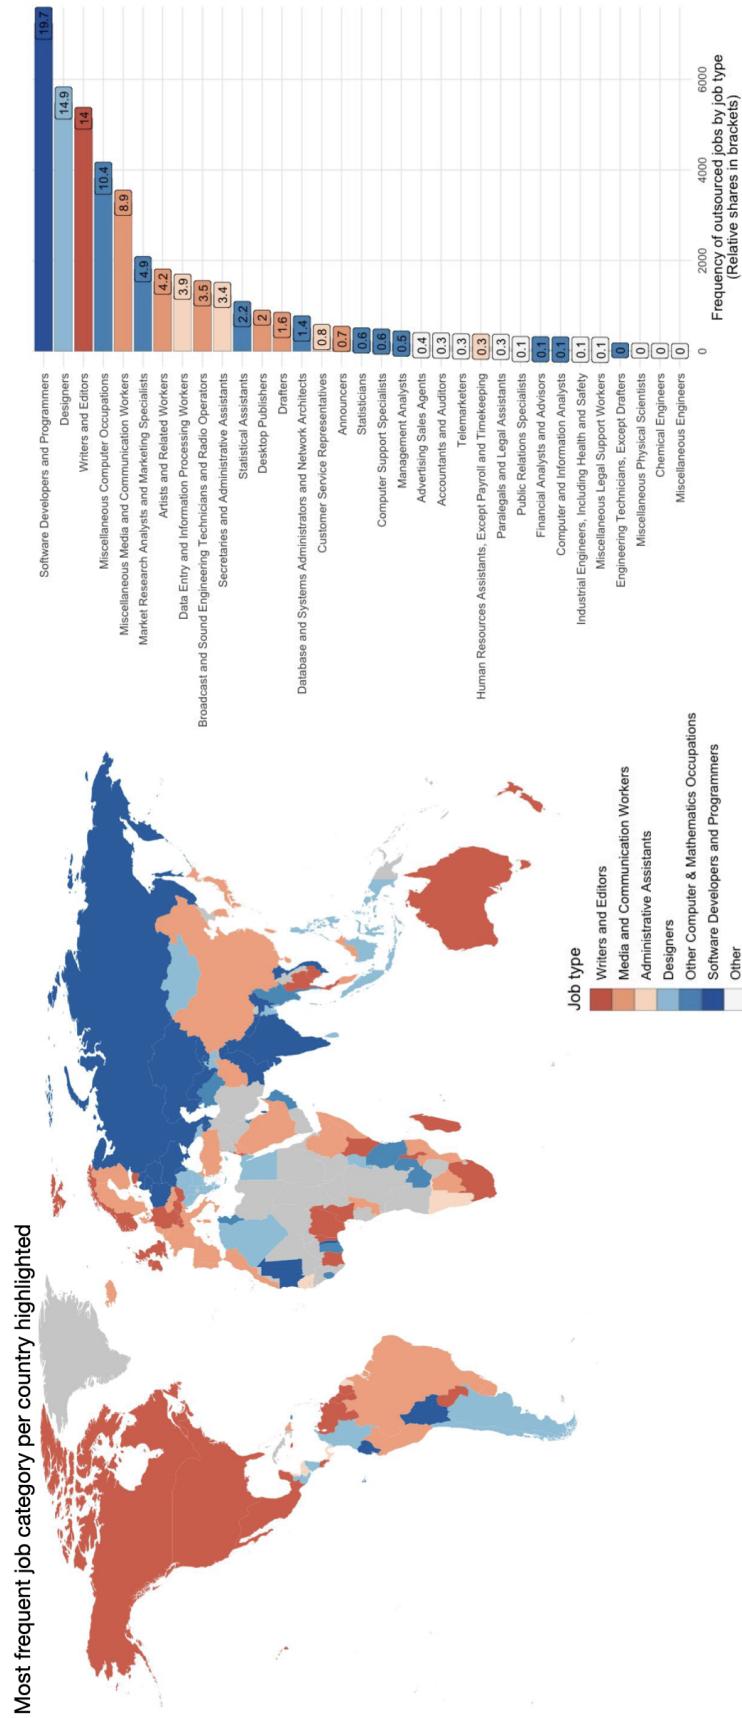 Most frequent job category per country highlighted
Job type
Writers and Editors
Media and Communication Workers
Administrative Assistants
Designers
Other Computer & Mathematics Occupations
Software Developers and Programmers
Other
Software Developers and Programmers 19.7
Designers 14.9
Writers and Editors 14
Miscellaneous Computer Occupations 10.4
Miscellaneous Media and Communication Workers 8.9
Market Research Analysts and Marketing Specialists 4.9
Artists and Related Workers 4.2
Data Entry and Information Processing Workers 3.9
Broadcast and Sound Engineering Technicians and Radio Operators 3.5
Secretaries and Administrative Assistants 3.4
Statistical Assistants 2.2
Desktop Publishers 2
Drafters 1.6
Database and Systems Administrators and Network Architects 1.4
Customer Service Representatives 0.8
Announcers 0.7
Statisticians 0.6
Computer Support Specialists 0.6
Management Analysts 0.5
Advertising Sales Agents 0.4
Accountants and Auditors 0.3
Telemarketers 0.3
Human Resources Assistants, Except Payroll and Timekeeping 0.3
Paralegals and Legal Assistants 0.3
Public Relations Specialists 0.1
Financial Analysts and Advisors 0.1
Computer and Information Analysts 0.1
Industrial Engineers, Including Health and Safety 0.1
Miscellaneous Legal Support Workers 0.1
Engineering Technicians, Except Drafters 0
Miscellaneous Physical Scientists 0
Chemical Engineers 0
Miscellaneous Engineers 0
0 2000 4000 6000
Frequency of outsourced jobs by job type
(Relative shares in brackets)